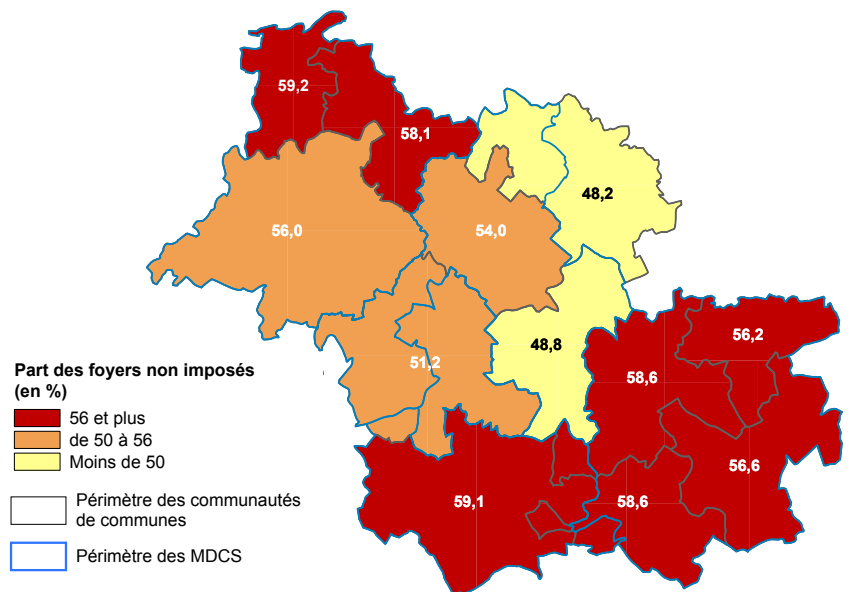 59,2
58,1
48,2
56,0
54,0
56,2
48,8
51,2
58,6
Part des foyers non imposés
(en %)
56 et plus
de 50 à 56
Moins de 50
56,6
59,1
58,6
Périmètre des communautés
de communes
Périmètre des MDCS